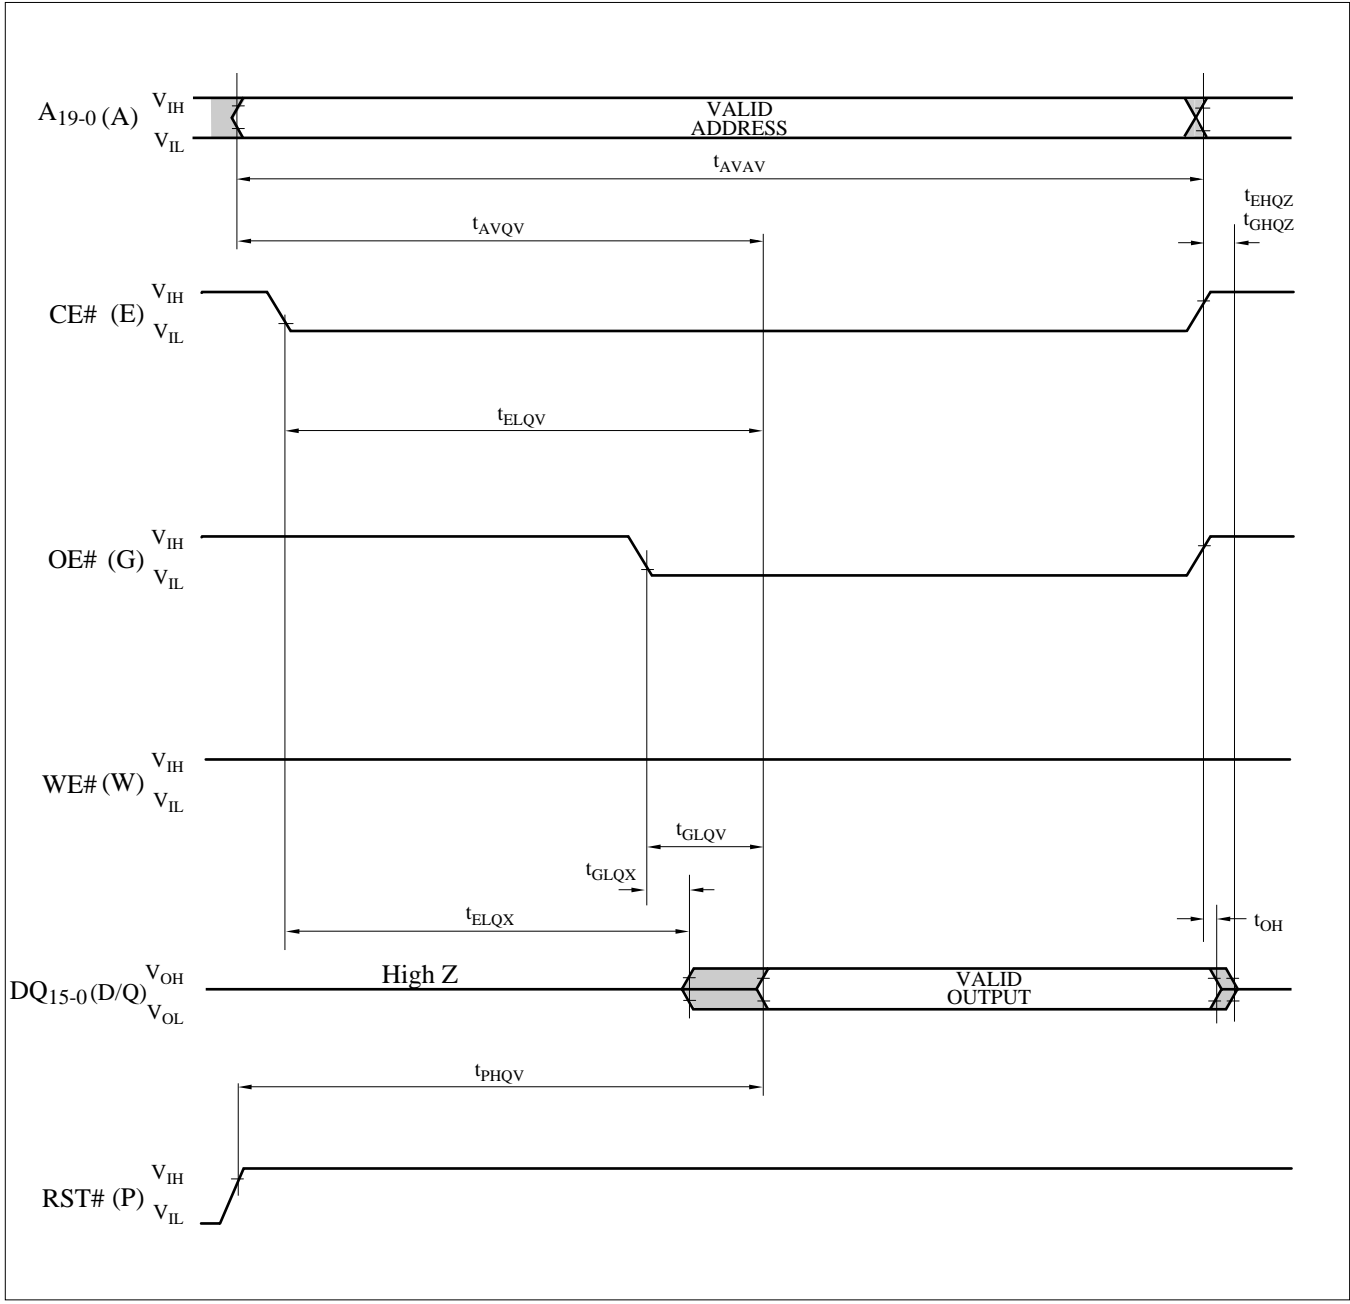 A19-0 (A)
VIH
VIL
VALID
ADDRESS
tAVAV
tEHQZ
tGHQZ
tAVQV
CE# (E)
VIH
VIL
tELQV
OE# (G)
VIH
VIL
WE# (W)
VIH
VIL
tGLQV
tGLQX
tELQX
tOH
DQ15-0 (D/Q)
VOH
VOL
High Z
VALID
OUTPUT
tPHQV
RST# (P)
VIH
VIL